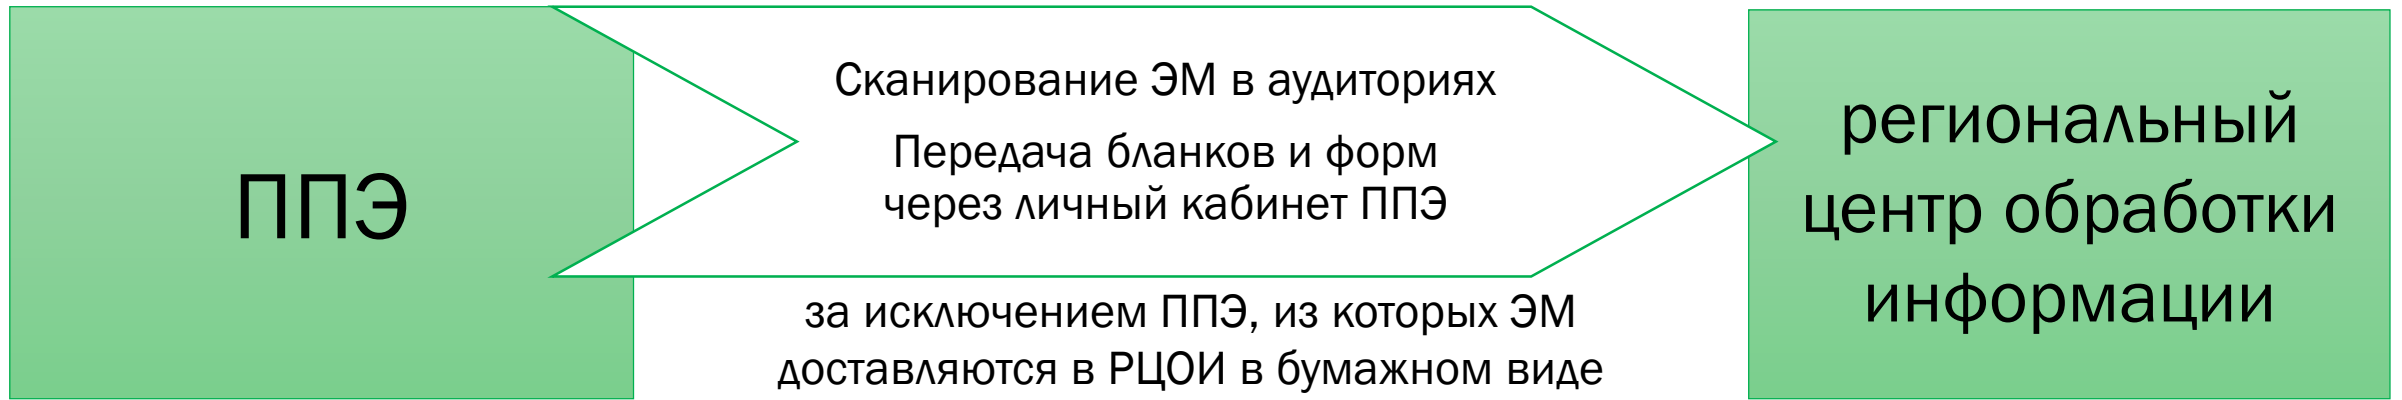 ППЭ
Сканирование ЭМ в аудиториях
Передача бланков и форм
через личный кабинет ППЭ
за исключением ППЭ, из которых ЭМ
доставляются в РЦОИ в бумажном виде
региональный
центр обработки
информации